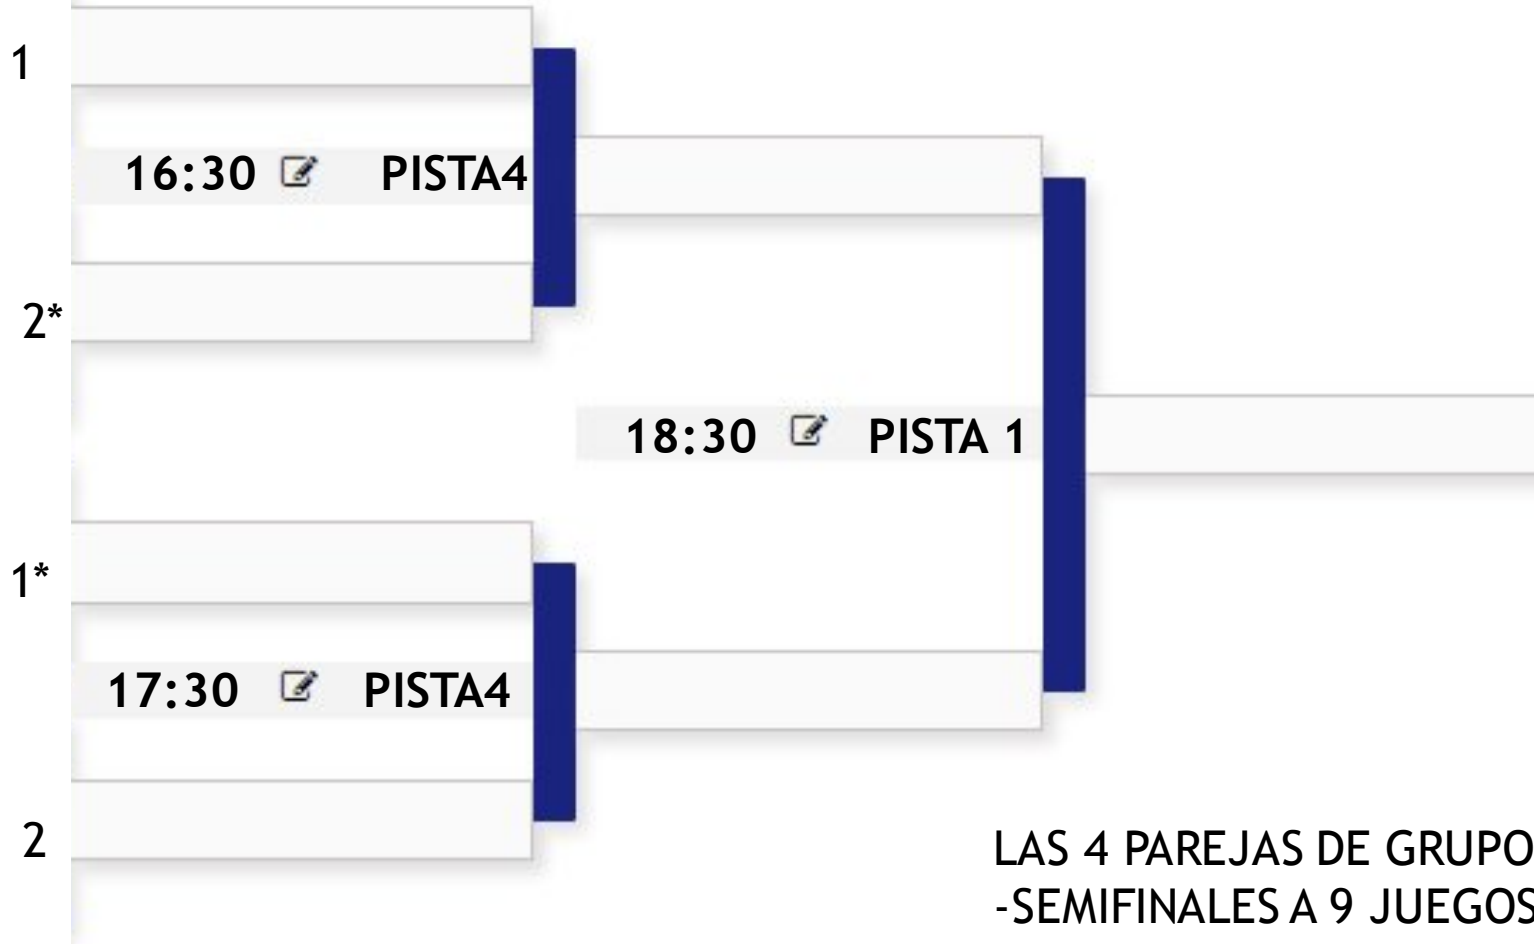 1
16:30 PISTA4
2*
18:30 PISTA 1
1*
17:30 PISTA4
2
LAS 4 PAREJAS DE GRUPO
-SEMIFINALES A 9 JUEGOS